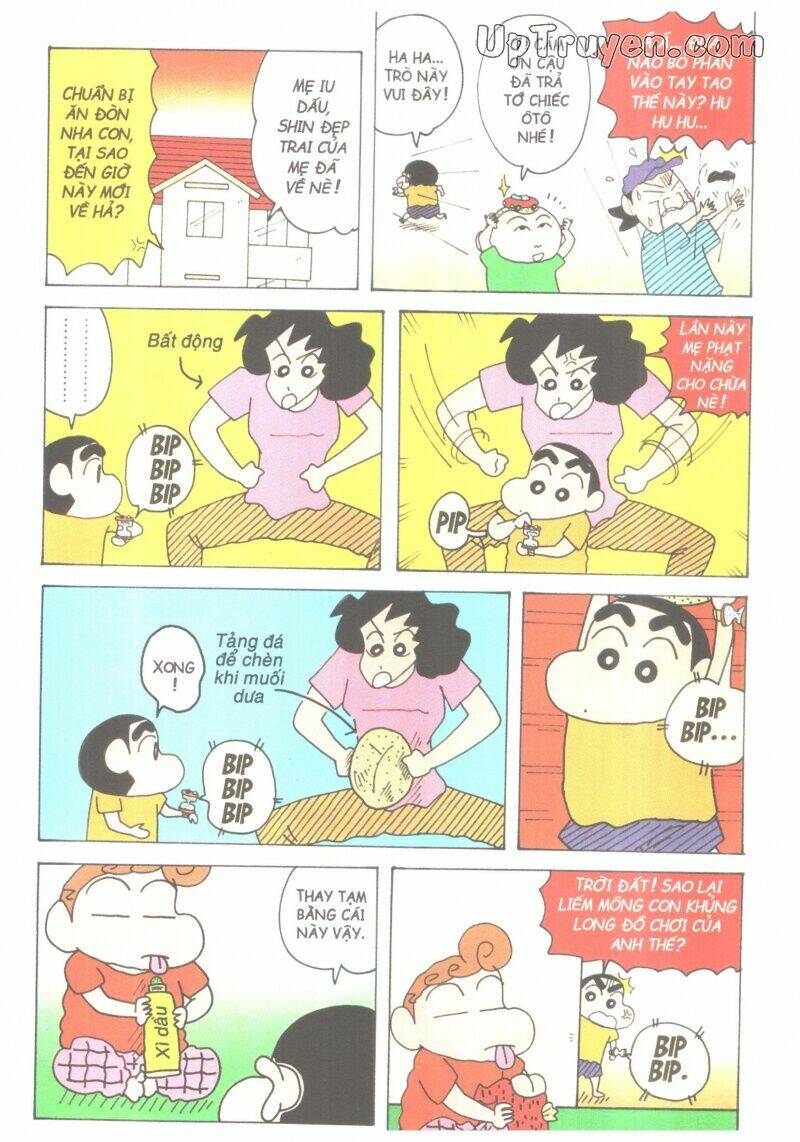 UpTruyen.com
CHUẨN BỊ
ĂN ĐÒN
NHA CON,
TẠI SAO
ĐẾN GIỜ
NÀY MỚI
VỀ HẢ?
MẸ IU
DẤU,
SHIN ĐẸP
TRAI CỦA
MẸ ĐÃ
VỀ NÈ!
HA HA...
TRÒ NÀY
VUI ĐÂY!
CẬU
ĐÃ TRẢ
TỚ CHIẾC
ÔTÔ
NHÉ!
NÀO BỎ PHÂN
VÀO TAY TAO
THẾ NÀY? HU
HU HU...
..........
Bất động
BIP
BIP
BIP
LẦN NÀY
MẸ PHẠT
NẶNG
CHO CHỪA
NÈ!
PIP
XONG
!
Tảng đá
để chèn
khi muối
dưa
BIP
BIP
BIP
BIP
BIP...
THAY TẠM
BẰNG CÁI
NÀY VẬY.
Xì dầu
TRỜI ĐẤT! SAO LẠI
LIẾM MÔNG CON KHỦNG
LONG ĐỒ CHƠI CỦA
ANH THẾ?
BIP
BIP.